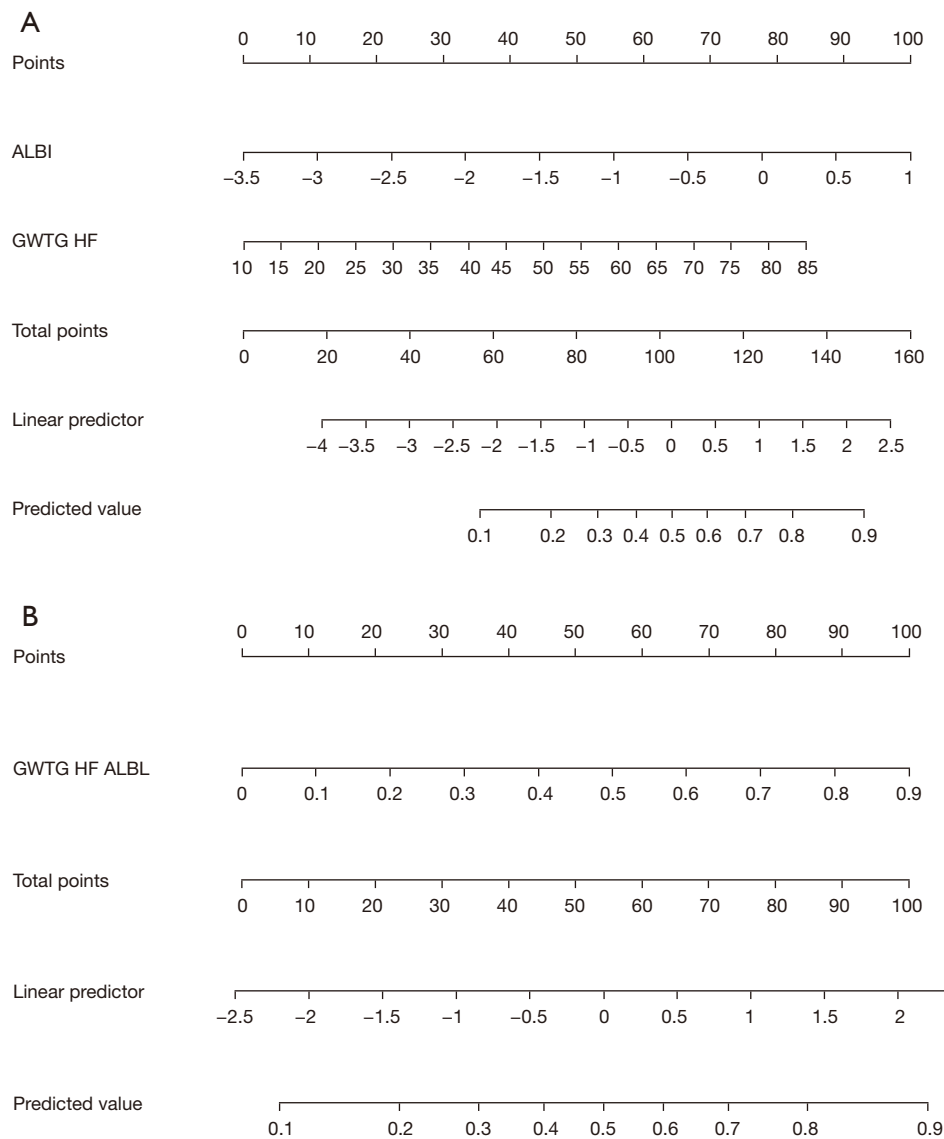 A
0 10 20 30 40 50 60 70 80 90 100
Points
ALBI
−3.5 −3 −2.5 −2 −1.5 −1 −0.5 0 0.5 1
GWTG HF
10 15 20 25 30 35 40 45 50 55 60 65 70 75 80 85
Total points
0 20 40 60 80 100 120 140 160
Linear predictor
−4 −3.5 −3 −2.5 −2 −1.5 −1 −0.5 0 0.5 1 1.5 2 2.5
Predicted value
0.1 0.2 0.3 0.4 0.5 0.6 0.7 0.8 0.9
B
0 10 20 30 40 50 60 70 80 90 100
Points
GWTG HF ALBL
0 0.1 0.2 0.3 0.4 0.5 0.6 0.7 0.8 0.9
Total points
0 10 20 30 40 50 60 70 80 90 100
Linear predictor
−2.5 −2 −1.5 −1 −0.5 0 0.5 1 1.5 2
Predicted value
0.1 0.2 0.3 0.4 0.5 0.6 0.7 0.8 0.9